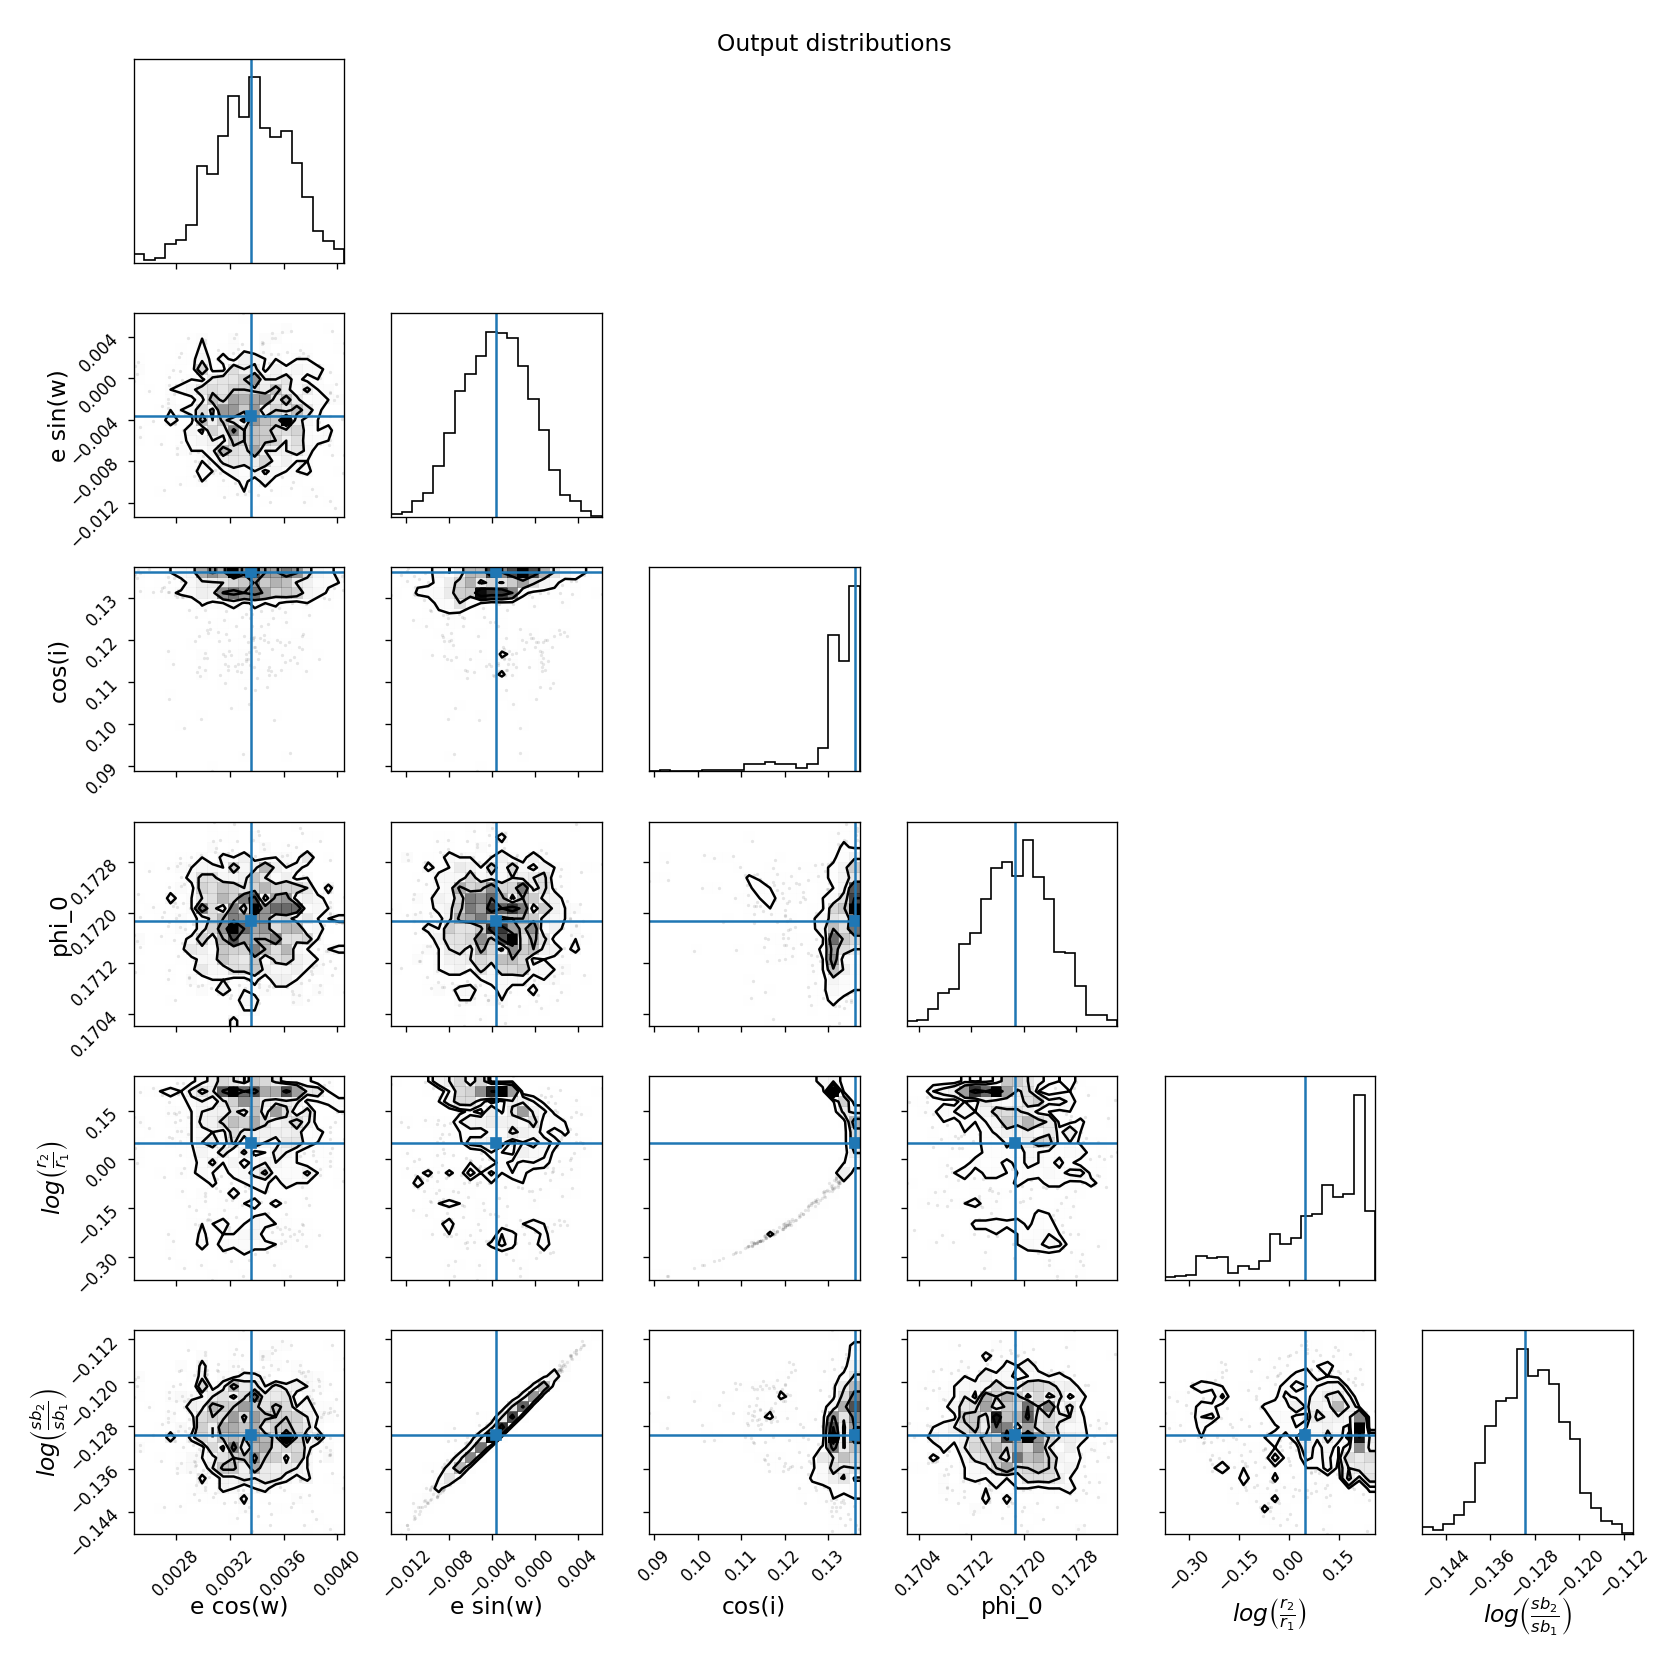 Output distributions
0.004
0.000
−0.004
−0.008
−0.012
e sin(w)
0.13
0.12
0.11
0.10
0.09
cos(i)
0.1728
0.1720
0.1712
0.1704
phi_0
0.15
0.00
−0.15
−0.30
log(r₂/r₁)
−0.112
−0.120
−0.128
−0.136
−0.144
log(sb₂/sb₁)
0.0028 0.0032 0.0036 0.0040
−0.012 −0.008 −0.004 0.000 0.004
0.09 0.10 0.11 0.12 0.13
0.1704 0.1712 0.1720 0.1728
−0.30 −0.15 0.00 0.15
−0.144 −0.136 −0.128 −0.120 −0.112
e cos(w)
e sin(w)
cos(i)
phi_0
log(r₂/r₁)
log(sb₂/sb₁)